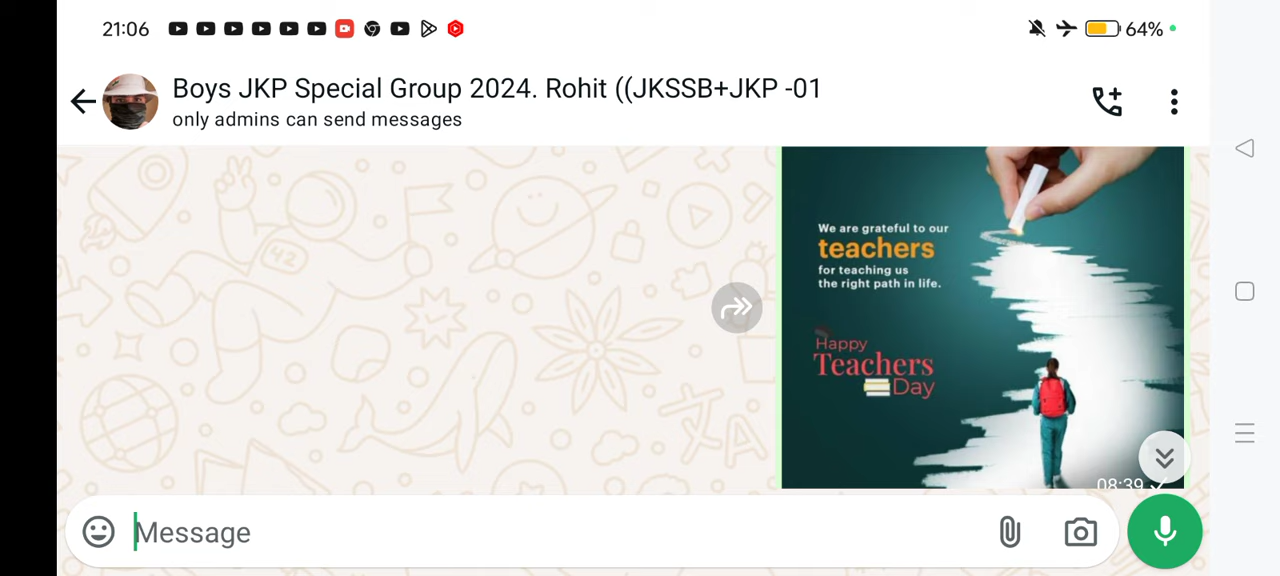 21:06
64%
Boys JKP Special Group 2024. Rohit ((JKSSB+JKP -01
only admins can send messages
42
We are grateful to our
teachers
for teaching us
the right path in life.
Happy
Teachers
Day
08:39
Message